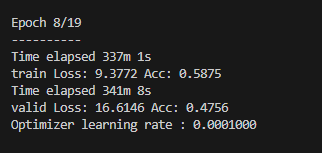 Epoch 8/19
----------
Time elapsed 337m 1s
train Loss: 9.3772 Acc: 0.5875
Time elapsed 341m 8s
valid Loss: 16.6146 Acc: 0.4756
Optimizer learning rate : 0.0001000